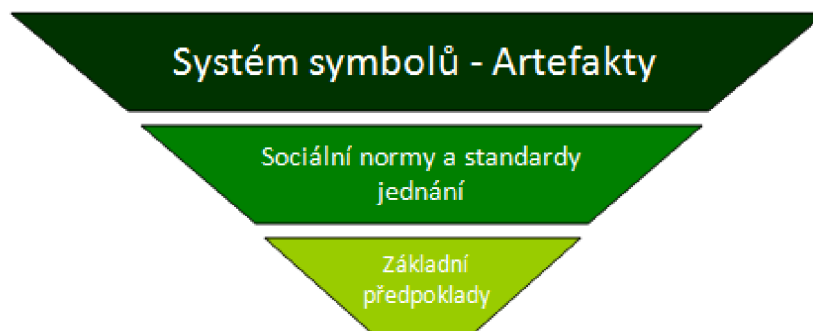 Systém symbolů - Artefakty
Sociální normy a standardy
jednání
Základní
předpoklady